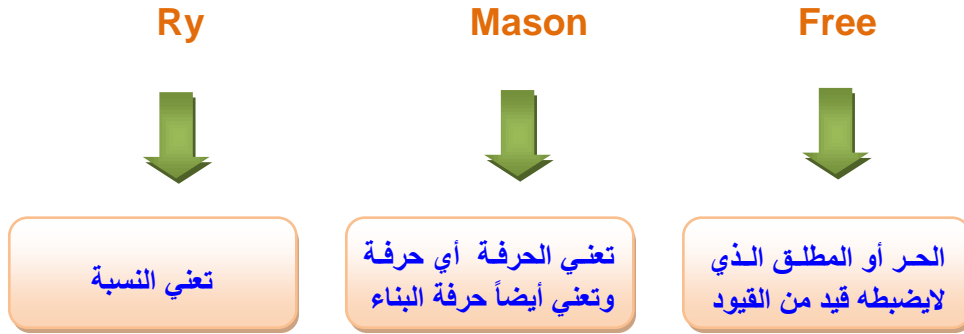 Ry Mason Free
الحر أو المطلق الذي
لايضبطه قيد من القيود
تعني الحرفة أي حرفة
وتعني أيضاً حرفة البناء
تعني النسبة